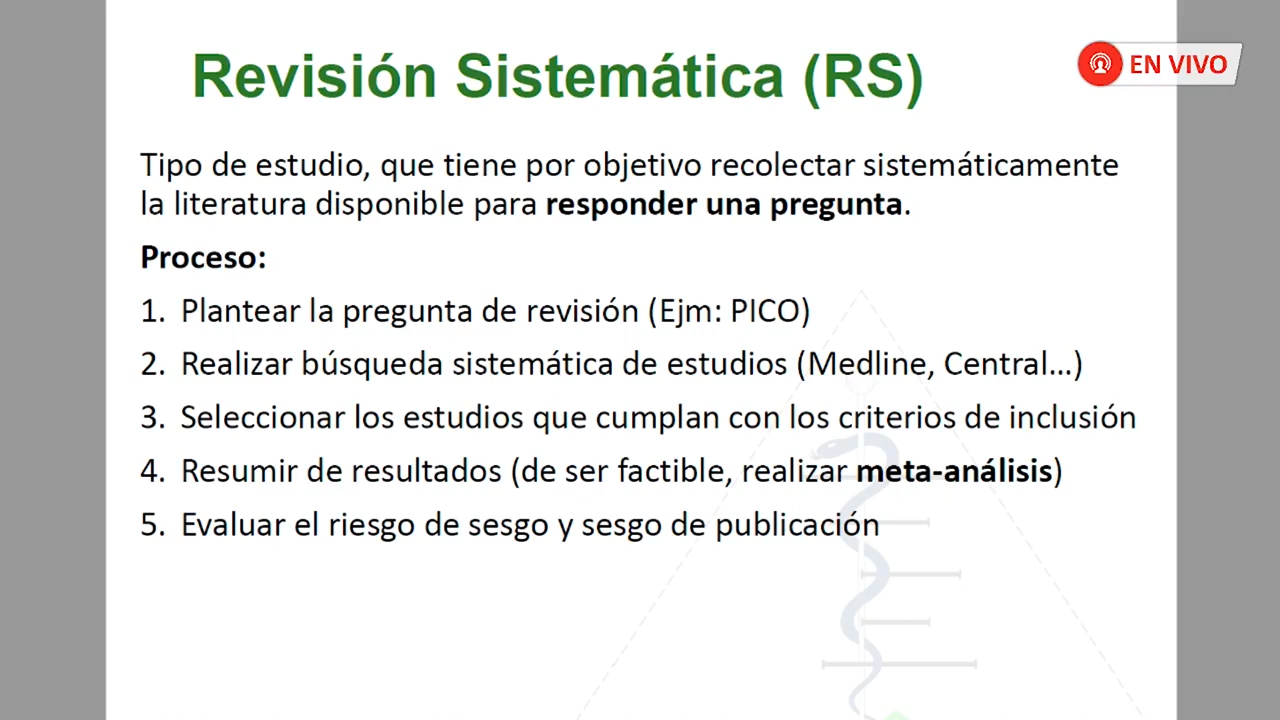 Revisión Sistemática (RS)
EN VIVO
Tipo de estudio, que tiene por objetivo recolectar sistemáticamente
la literatura disponible para responder una pregunta.
Proceso:
1. Plantear la pregunta de revisión (Ejm: PICO)
2. Realizar búsqueda sistemática de estudios (Medline, Central...)
3. Seleccionar los estudios que cumplan con los criterios de inclusión
4. Resumir de resultados (de ser factible, realizar meta-análisis)
5. Evaluar el riesgo de sesgo y sesgo de publicación